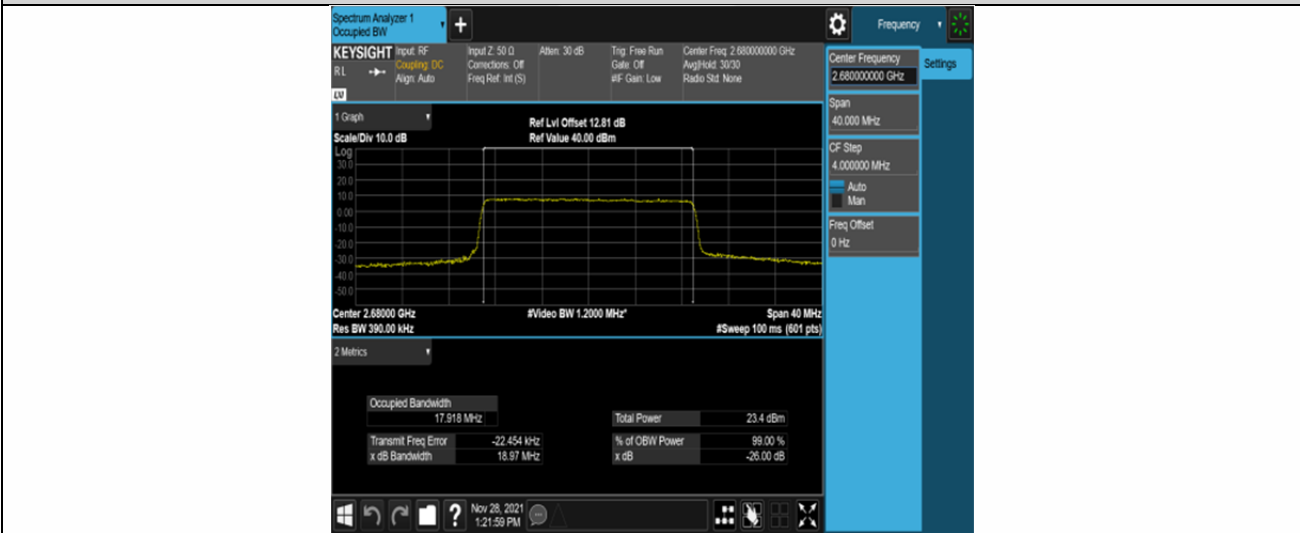 Spectrum Analyzer 1
Occupied BW
+
Frequency
KEYSIGHT
RL
Input: RF
Coupling: DC
Align: Auto
Input Z: 50 Ω
Corrections: Off
Freq Ref: Int (S)
Atten: 30 dB
Trig: Free Run
Gate: Off
#IF Gain: Low
Center Freq: 2.680000000 GHz
Avg|Hold: 30/30
Radio Std: None
LXI
1 Graph
Scale/Div 10.0 dB
Ref Lvl Offset 12.81 dB
Ref Value 40.00 dBm
Log
30.0
20.0
10.0
0.00
-10.0
-20.0
-30.0
-40.0
-50.0
Center 2.68000 GHz
Res BW 390.00 kHz
#Video BW 1.2000 MHz*
Span 40 MHz
#Sweep 100 ms (601 pts)
2 Metrics
Occupied Bandwidth
17.918 MHz
Transmit Freq Error -22.454 kHz
x dB Bandwidth 18.97 MHz
Total Power 23.4 dBm
% of OBW Power 99.00 %
x dB -26.00 dB
Center Frequency
2.680000000 GHz
Settings
Span
40.000 MHz
CF Step
4.000000 MHz
Auto
Man
Freq Offset
0 Hz
?
Nov 28, 2021
1:21:59 PM